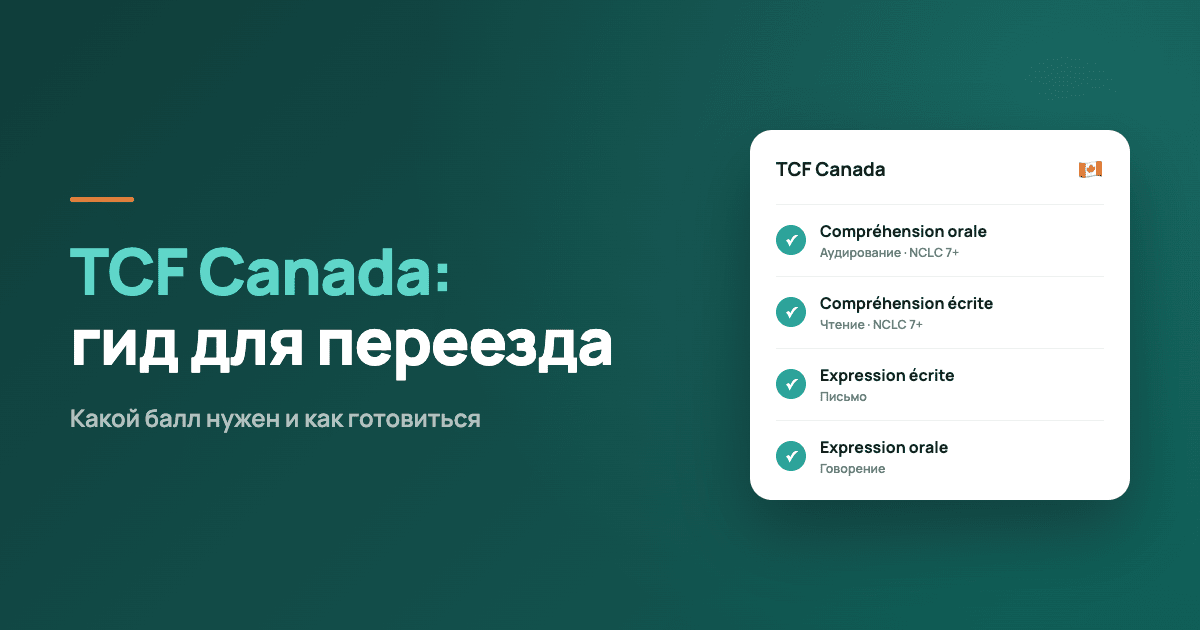 TCF Canada:
гид для переезда
Какой балл нужен и как готовиться
TCF Canada
Compréhension orale
Аудирование · NCLC 7+
Compréhension écrite
Чтение · NCLC 7+
Expression écrite
Письмо
Expression orale
Говорение